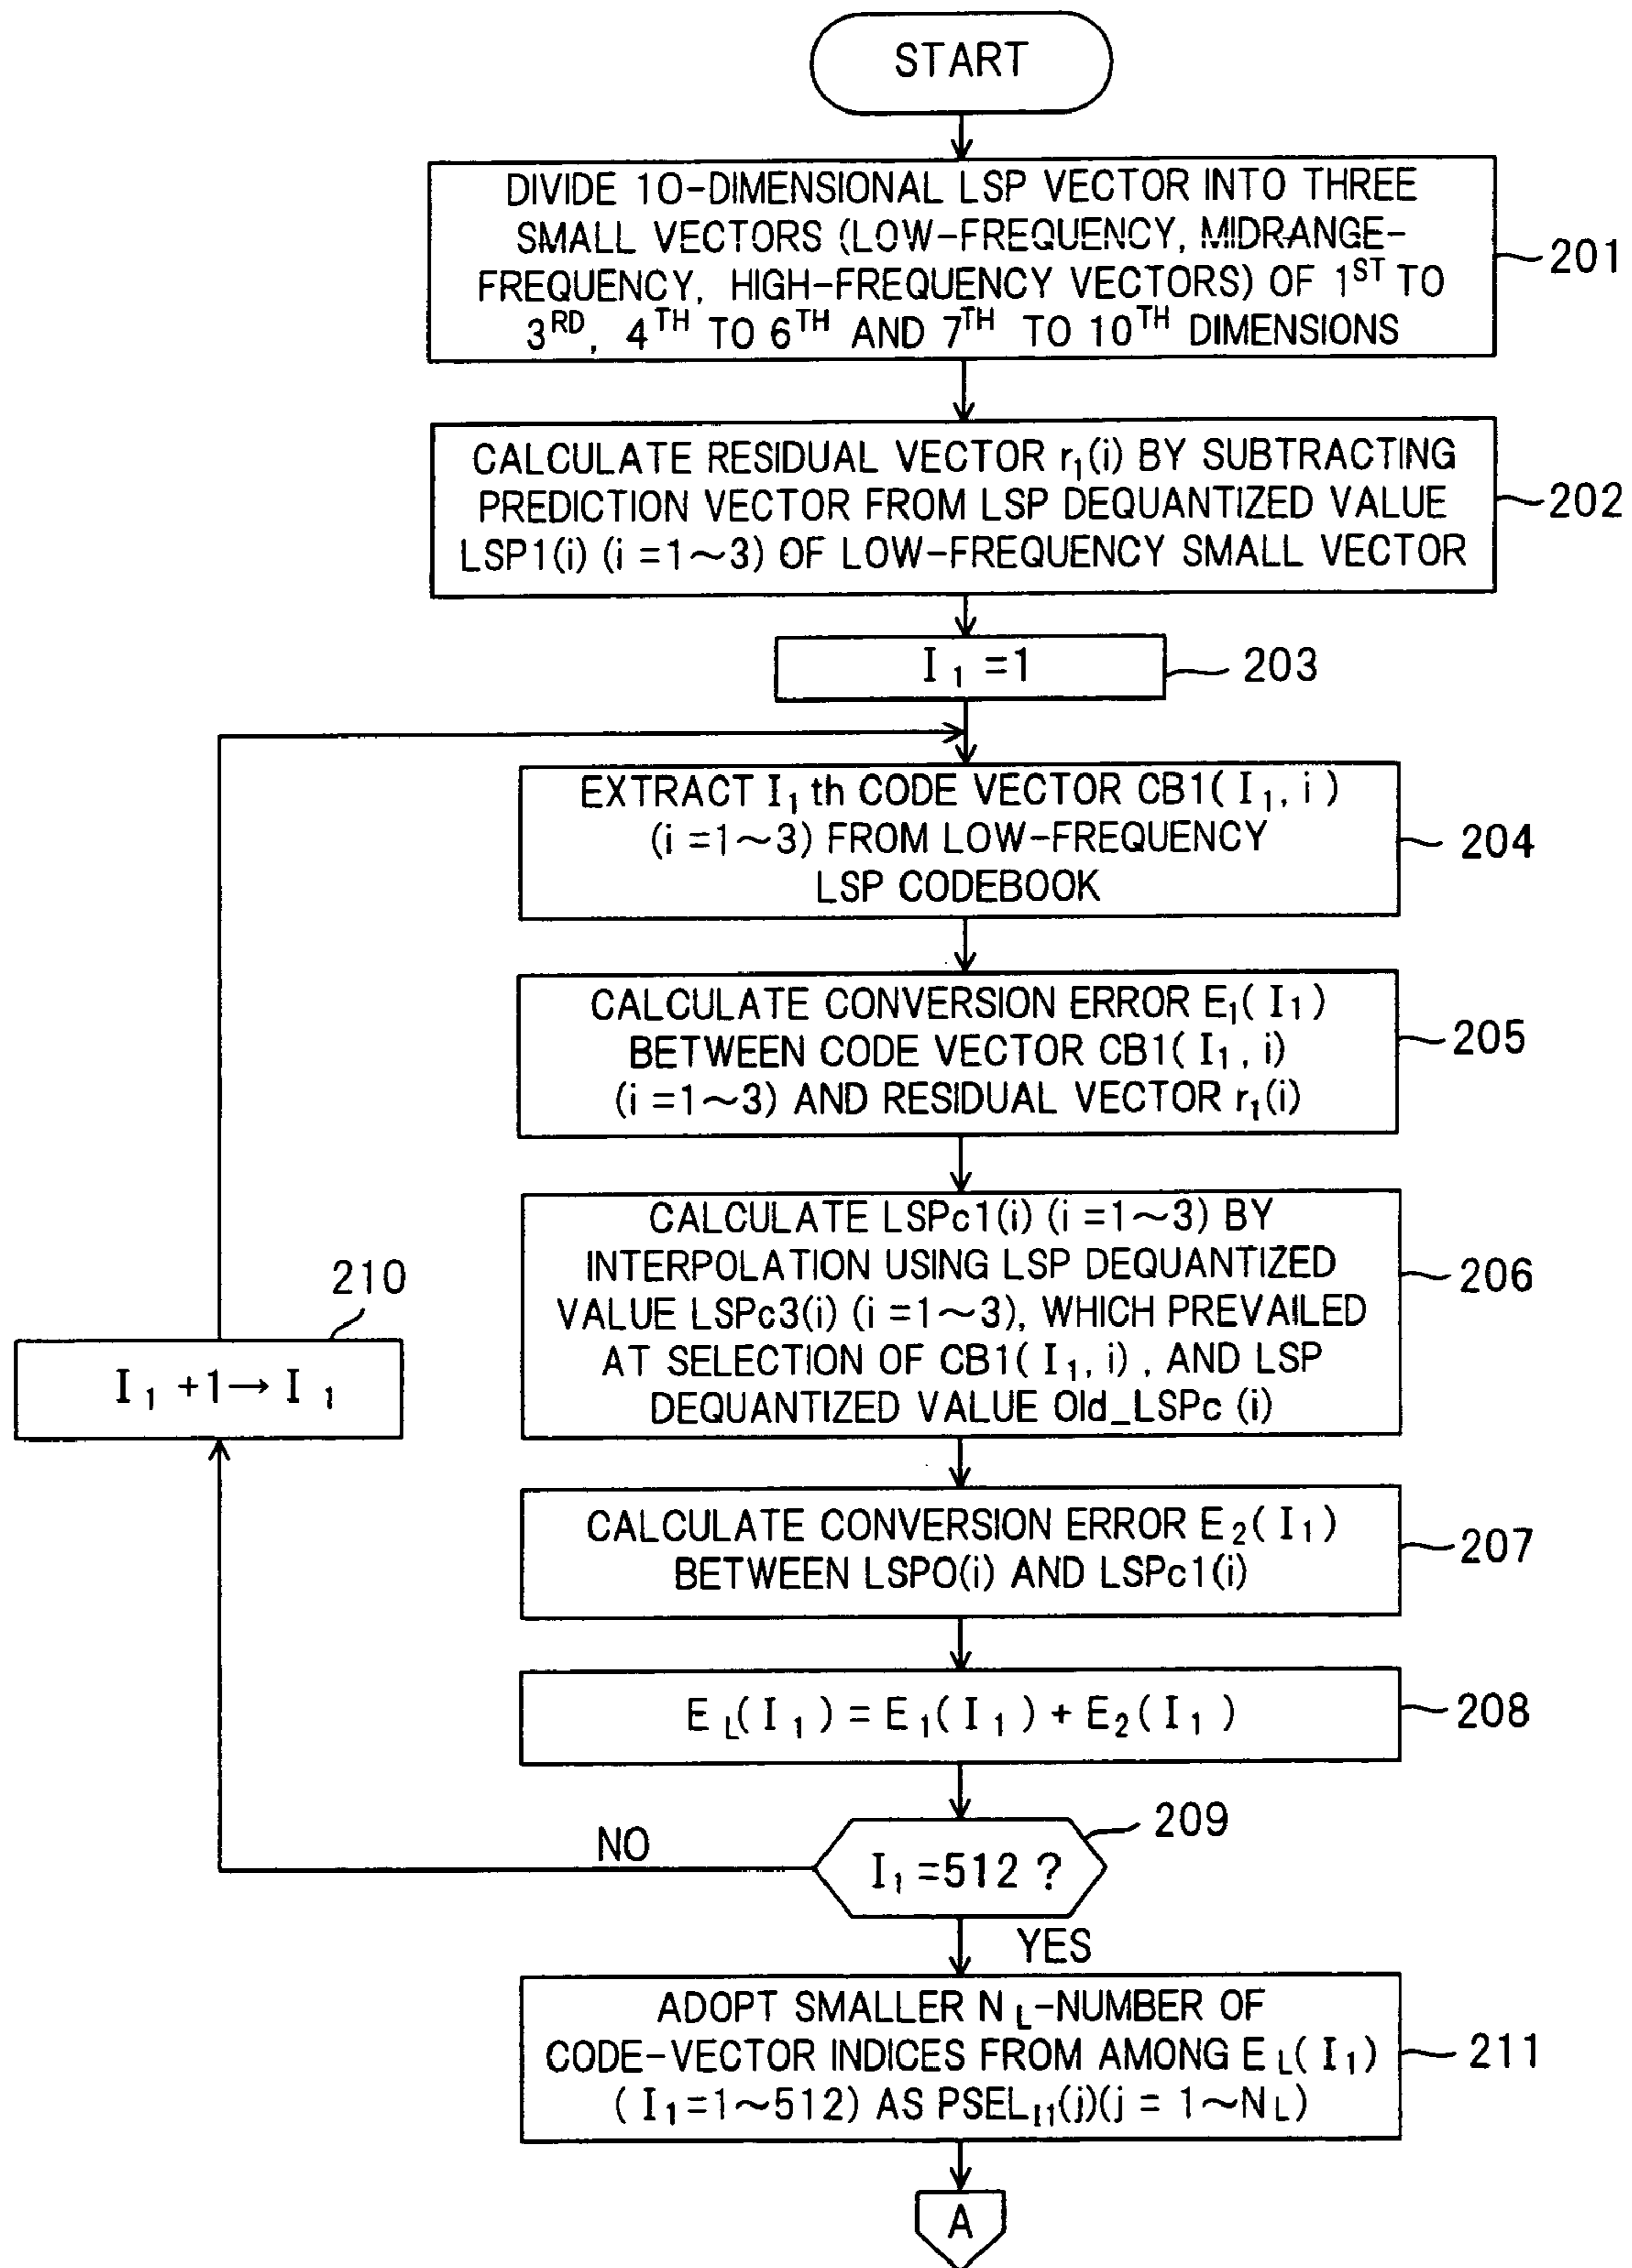 START
DIVIDE 10-DIMENSIONAL LSP VECTOR INTO THREE
SMALL VECTORS (LOW-FREQUENCY, MIDRANGE-
FREQUENCY, HIGH-FREQUENCY VECTORS) OF 1ST TO
3RD, 4TH TO 6TH AND 7TH TO 10TH DIMENSIONS
201
CALCULATE RESIDUAL VECTOR r1(i) BY SUBTRACTING
PREDICTION VECTOR FROM LSP DEQUANTIZED VALUE
LSP1(i) (i =1~3) OF LOW-FREQUENCY SMALL VECTOR
202
I1 =1
203
EXTRACT I1 th CODE VECTOR CB1( I1, i )
(i =1~3) FROM LOW-FREQUENCY
LSP CODEBOOK
204
CALCULATE CONVERSION ERROR E1( I1 )
BETWEEN CODE VECTOR CB1( I1, i)
(i =1~3) AND RESIDUAL VECTOR r1(i)
205
CALCULATE LSPc1(i) (i =1~3) BY
INTERPOLATION USING LSP DEQUANTIZED
VALUE LSPc3(i) (i =1~3), WHICH PREVAILED
AT SELECTION OF CB1( I1, i) , AND LSP
DEQUANTIZED VALUE Old_LSPc (i)
206
210
I1 +1→ I1
CALCULATE CONVERSION ERROR E2( I1 )
BETWEEN LSP0(i) AND LSPc1(i)
207
EL( I1 ) = E1( I1 ) + E2( I1 )
208
209
NO
I1 =512 ?
YES
ADOPT SMALLER NL-NUMBER OF
CODE-VECTOR INDICES FROM AMONG EL( I1)
( I1=1~512) AS PSELI1(j)(j = 1~NL)
211
A